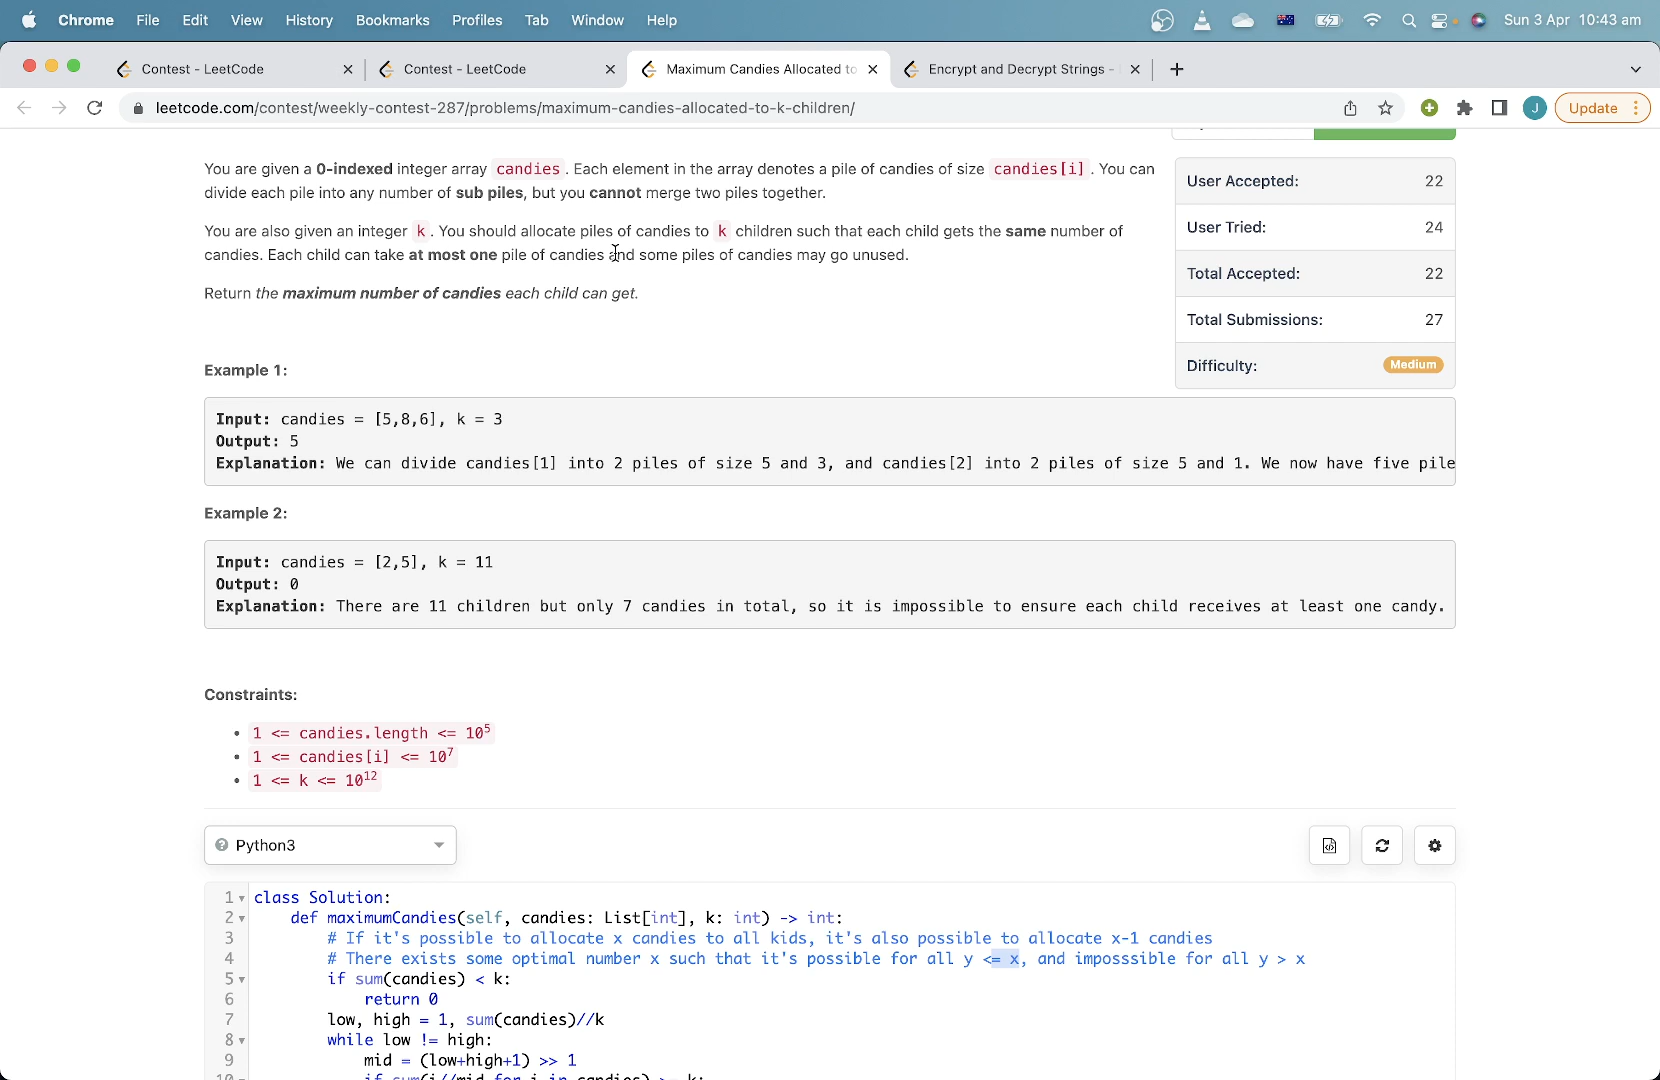 Chrome File Edit View History Bookmarks Profiles Tab Window Help Sun 3 Apr 10:43 am
Contest - LeetCode Contest - LeetCode Maximum Candies Allocated to Encrypt and Decrypt Strings -
leetcode.com/contest/weekly-contest-287/problems/maximum-candies-allocated-to-k-children/ J Update
You are given a 0-indexed integer array candies. Each element in the array denotes a pile of candies of size candies[i]. You can
divide each pile into any number of sub piles, but you cannot merge two piles together.
You are also given an integer k. You should allocate piles of candies to k children such that each child gets the same number of
candies. Each child can take at most one pile of candies and some piles of candies may go unused.
Return the maximum number of candies each child can get.
User Accepted: 22
User Tried: 24
Total Accepted: 22
Total Submissions: 27
Difficulty: Medium
Example 1:
Input: candies = [5,8,6], k = 3
Output: 5
Explanation: We can divide candies[1] into 2 piles of size 5 and 3, and candies[2] into 2 piles of size 5 and 1. We now have five pile
Example 2:
Input: candies = [2,5], k = 11
Output: 0
Explanation: There are 11 children but only 7 candies in total, so it is impossible to ensure each child receives at least one candy.
Constraints:
• 1 <= candies.length <= 10⁵
• 1 <= candies[i] <= 10⁷
• 1 <= k <= 10¹²
Python3
1 class Solution:
2 def maximumCandies(self, candies: List[int], k: int) -> int:
3 # If it's possible to allocate x candies to all kids, it's also possible to allocate x-1 candies
4 # There exists some optimal number x such that it's possible for all y <= x, and imposssible for all y > x
5 if sum(candies) < k:
6 return 0
7 low, high = 1, sum(candies)//k
8 while low != high:
9 mid = (low+high+1) >> 1
10 if sum(i//mid for i in candies) >= k: